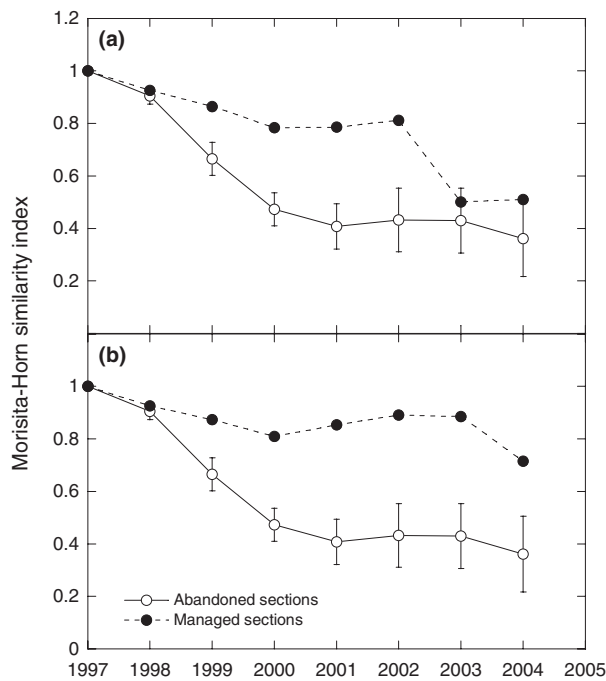 Morisita-Horn similarity index
(a)
1.2
1
0.8
0.6
0.4
0.2
(b)
1
0.8
0.6
0.4
0.2
0
Abandoned sections
Managed sections
1997 1998 1999 2000 2001 2002 2003 2004 2005